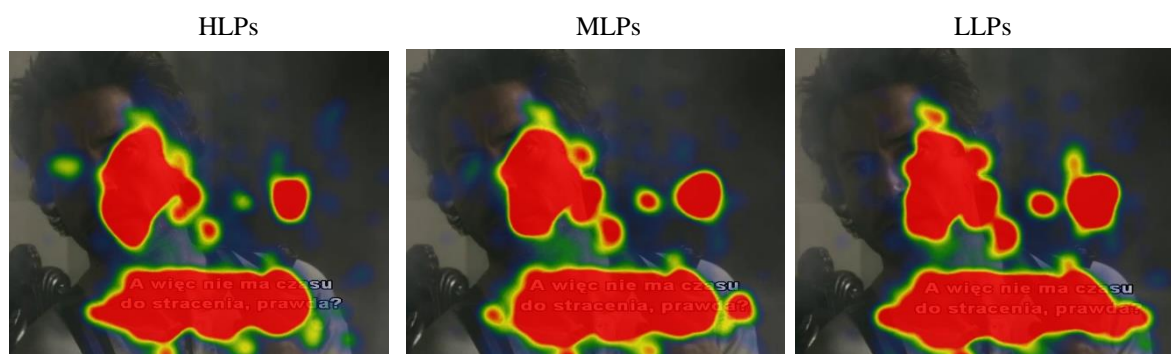 HLPs MLPs LLPs
A więc nie ma czasu
do stracenia, prawda?
A więc nie ma czasu
do stracenia, prawda?
A więc nie ma czasu
do stracenia, prawda?